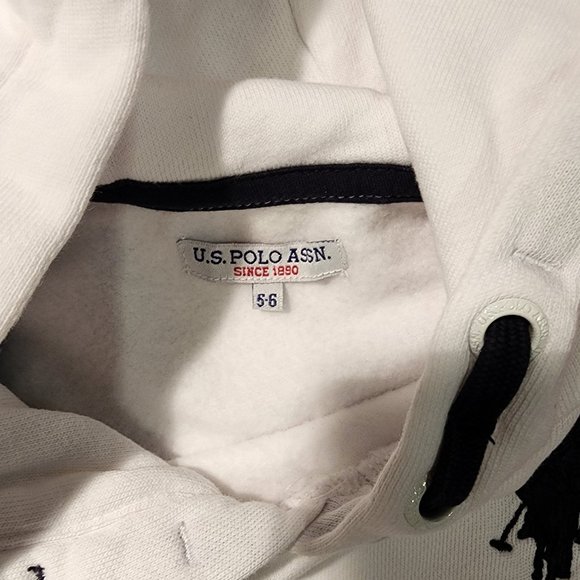 U.S. POLO ASSN.
SINCE 1890
5-6